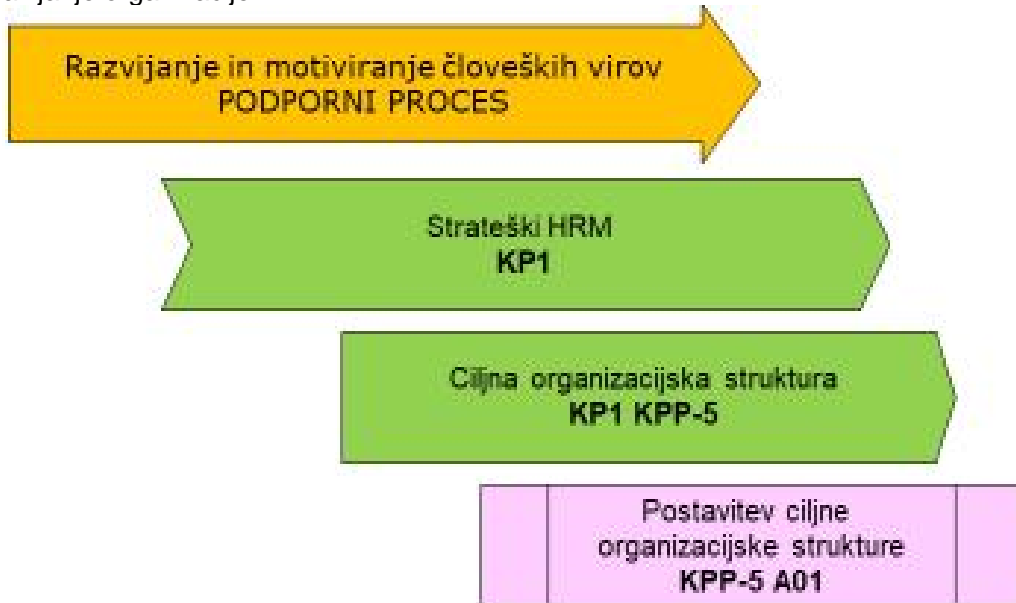 Razvijanje in motiviranje človeških virov
PODPORNI PROCES
Strateški HRM
KP1
Ciljna organizacijska struktura
KP1 KPP-5
Postavitev ciljne
organizacijske strukture
KPP-5 A01